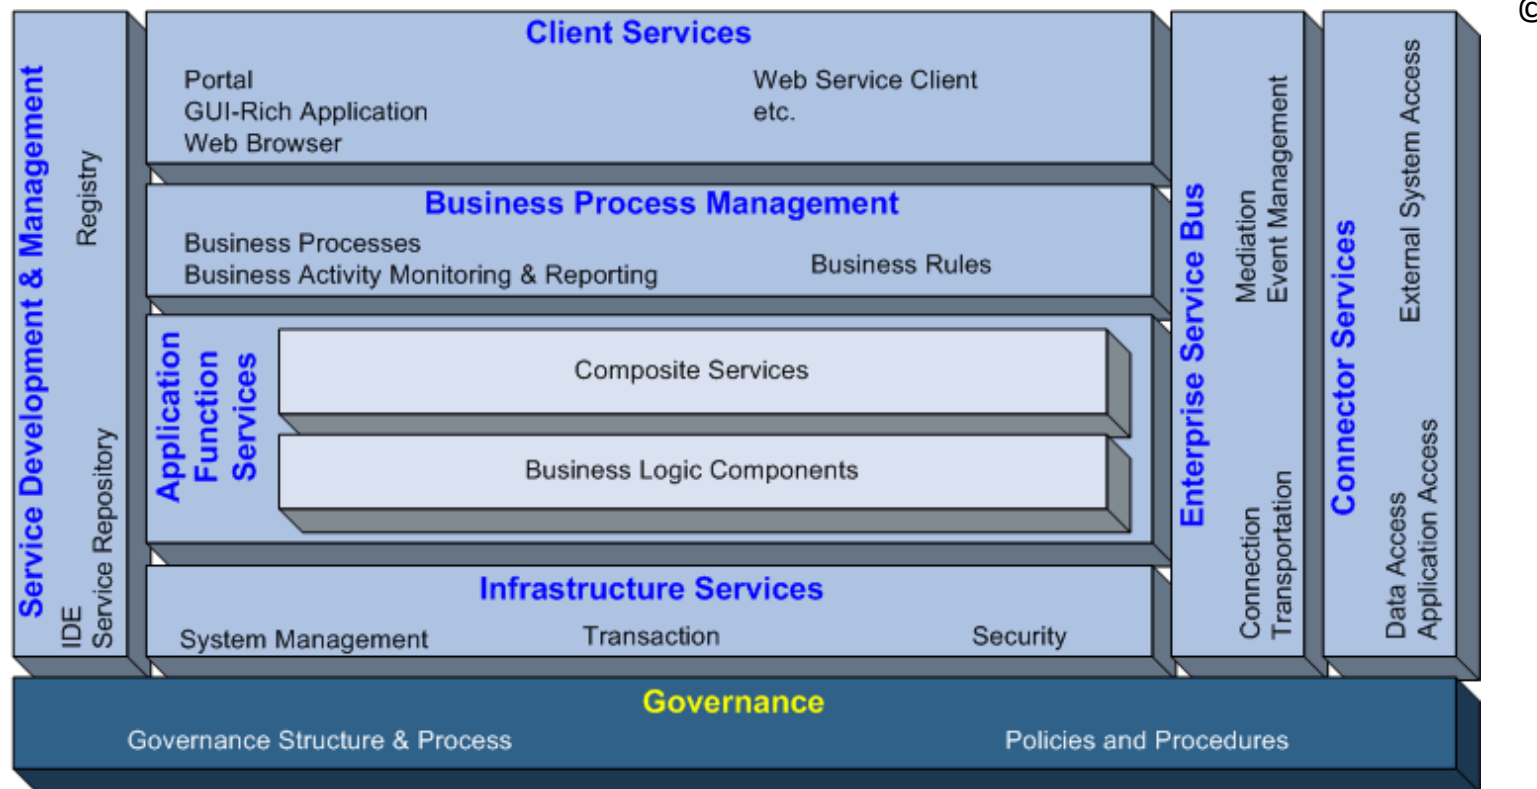 ©
Service Development & Management
Registry
IDE
Service Repository
Client Services
Portal
GUI-Rich Application
Web Browser
Web Service Client
etc.
Business Process Management
Business Processes
Business Activity Monitoring & Reporting
Business Rules
Application
Function
Services
Composite Services
Business Logic Components
Infrastructure Services
System Management
Transaction
Security
Enterprise Service Bus
Mediation
Event Management
Connection
Transportation
Connector Services
External System Access
Data Access
Application Access
Governance
Governance Structure & Process
Policies and Procedures